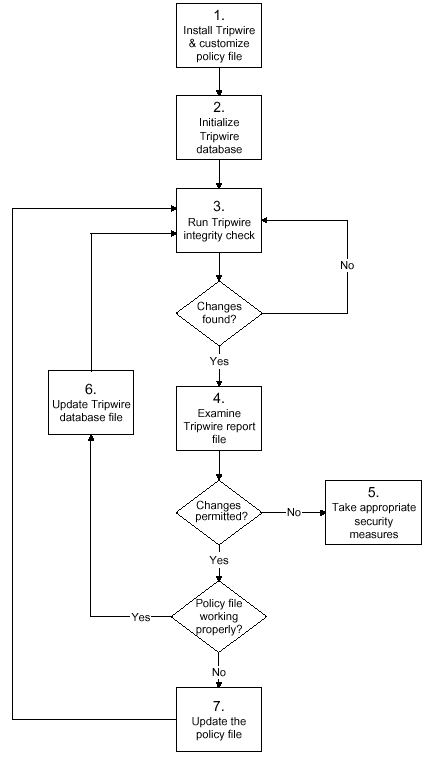 1.
Install Tripwire
& customize
policy file
2.
Initialize
Tripwire
database
3.
Run Tripwire
integrity check
No
Changes
found?
Yes
4.
Examine
Tripwire report
file
6.
Update Tripwire
database file
Changes
permitted?
No
5.
Take appropriate
security
measures
Yes
Policy file
working
properly?
Yes
No
7.
Update the
policy file